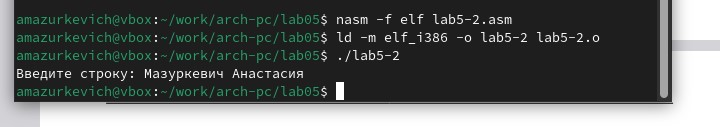 amazurkevich@vbox:~/work/arch-pc/lab05$ nasm -f elf lab5-2.asm
amazurkevich@vbox:~/work/arch-pc/lab05$ ld -m elf_i386 -o lab5-2 lab5-2.o
amazurkevich@vbox:~/work/arch-pc/lab05$ ./lab5-2
Введите строку: Мазуркевич Анастасия
amazurkevich@vbox:~/work/arch-pc/lab05$